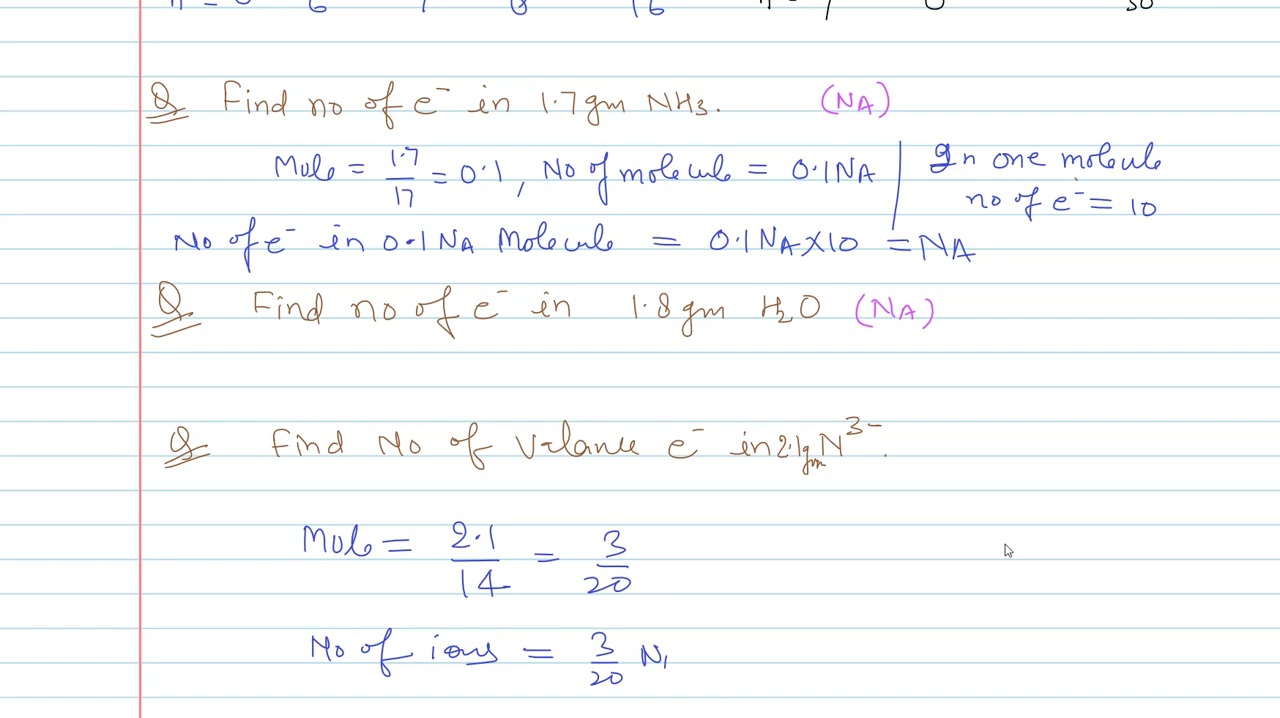 Q Find no of e⁻ in 1.7gm NH₃. (NA)
Mole = 1.7/17 = 0.1, No of molecule = 0.1NA | In one molecule
no of e⁻ = 10
No of e⁻ in 0.1NA Molecule = 0.1NA×10 = NA
Q Find no of e⁻ in 1.8gm H₂O (NA)
Q Find No of valance e⁻ in 2.1gm N³⁻.
Mole = 2.1/14 = 3/20
No of ions = 3/20 N